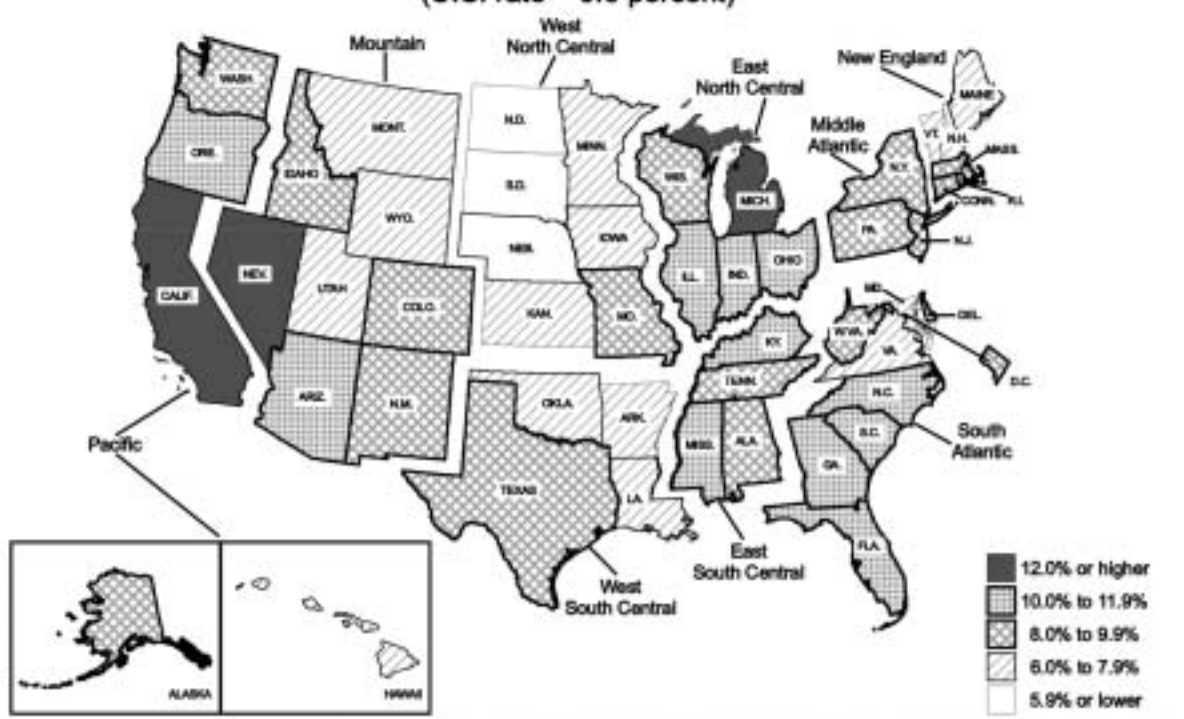 West
North Central
Mountain
New England
East
North Central
Middle
Atlantic
WASH.
MONT.
N.D.
MINN.
MAINE
VT.
N.H.
MASS.
ORE.
IDAHO
S.D.
WIS.
N.Y.
MICH.
CONN.
R.I.
WYO.
IOWA
PA.
N.J.
NEV.
NEB.
OHIO
IND.
ILL.
CALIF.
UTAH
COLO.
KAN.
MO.
MD.
DEL.
W.VA.
VA.
D.C.
KY.
TENN.
N.C.
ARIZ.
N.M.
OKLA.
ARK.
S.C.
South
Atlantic
MISS.
ALA.
GA.
Pacific
TEXAS
LA.
FLA.
East
South Central
West
South Central
ALASKA
HAWAII
12.0% or higher
10.0% to 11.9%
8.0% to 9.9%
6.0% to 7.9%
5.9% or lower